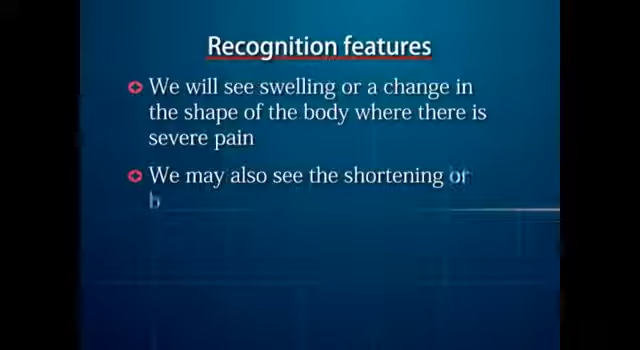 Recognition features
We will see swelling or a change in
the shape of the body where there is
severe pain
We may also see the shortening or
b